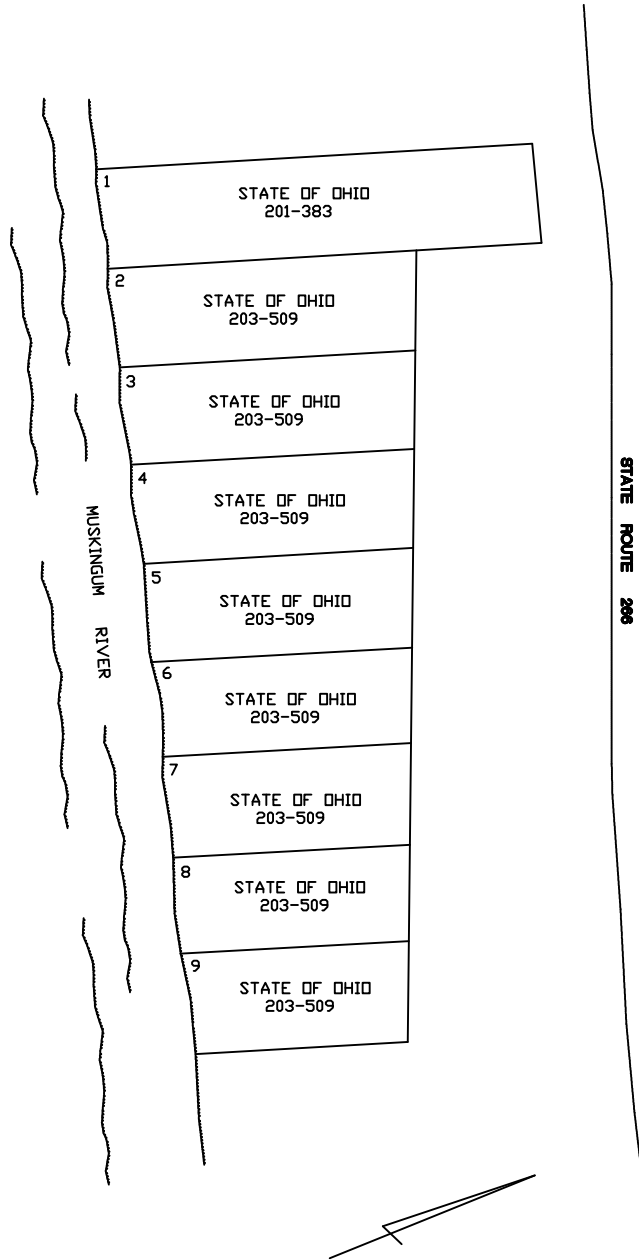 1
STATE OF OHIO
201-383
2
STATE OF OHIO
203-509
3
STATE OF OHIO
203-509
4
STATE OF OHIO
203-509
5
STATE OF OHIO
203-509
6
STATE OF OHIO
203-509
7
STATE OF OHIO
203-509
8
STATE OF OHIO
203-509
9
STATE OF OHIO
203-509
MUSKINGUM RIVER
STATE ROUTE 266